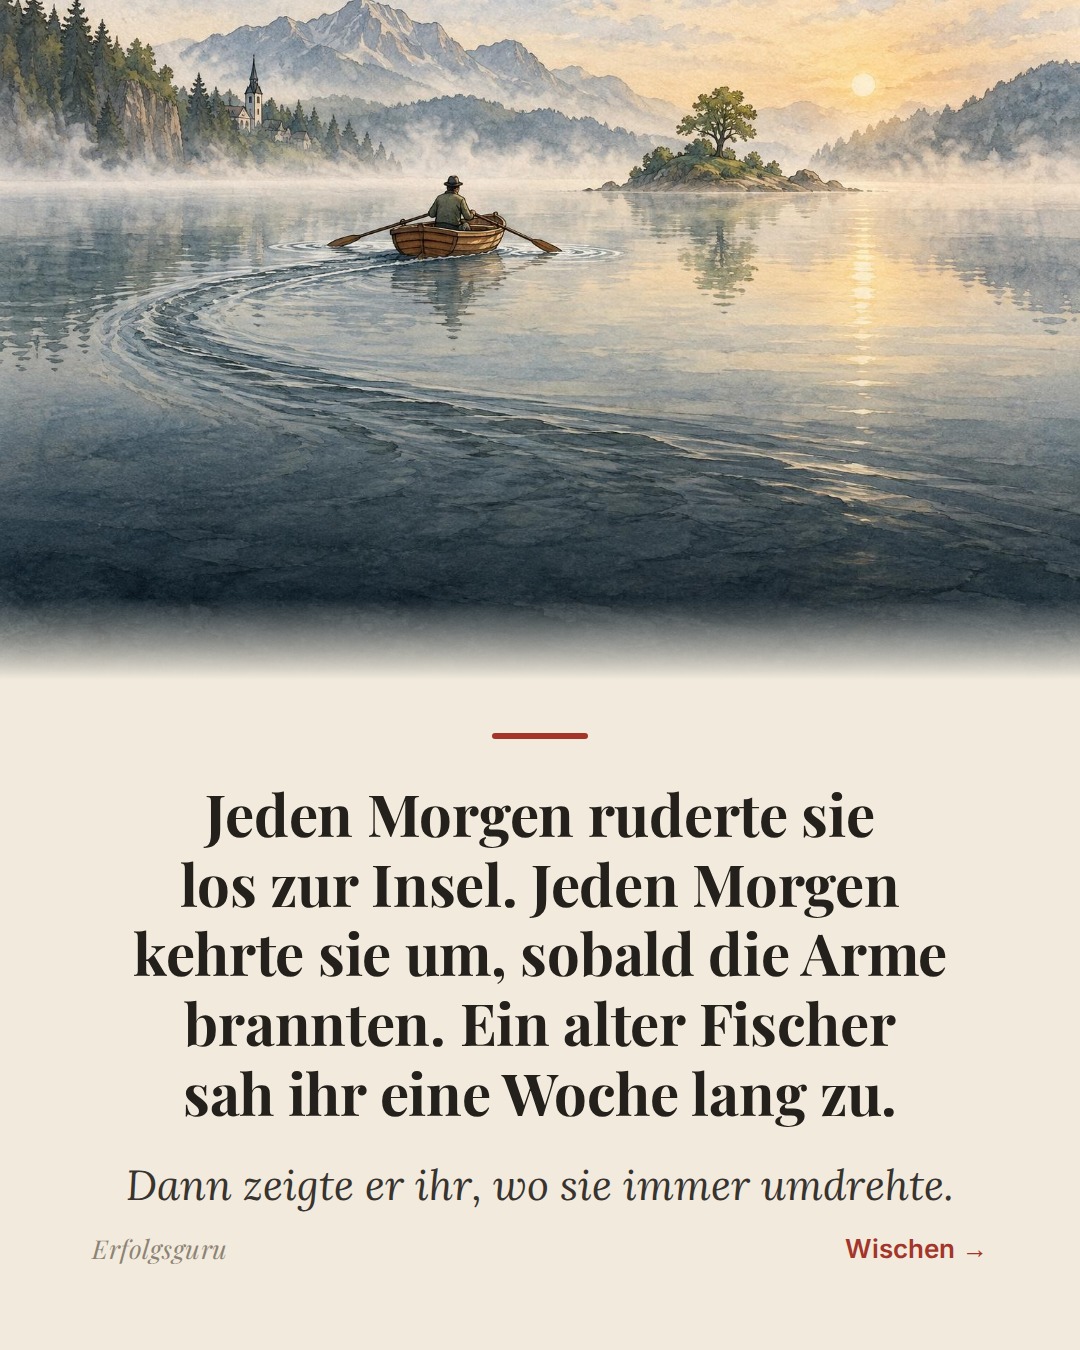 Jeden Morgen ruderte sie
los zur Insel. Jeden Morgen
kehrte sie um, sobald die Arme
brannten. Ein alter Fischer
sah ihr eine Woche lang zu.
Dann zeigte er ihr, wo sie immer umdrehte.
Erfolgsguru
Wischen →